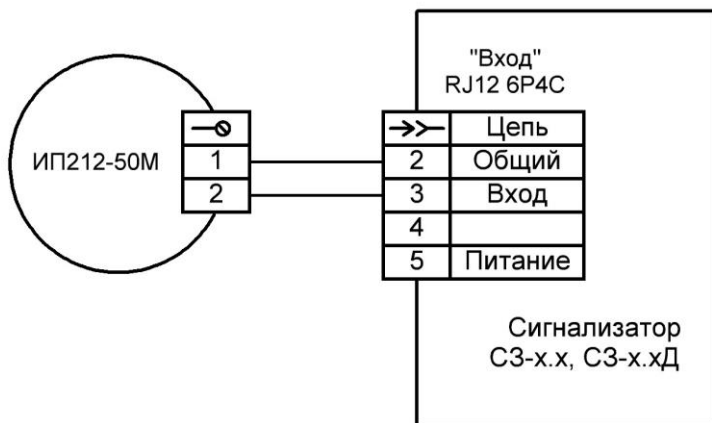 "Вход"
RJ12 6P4C
Цепь
ИП212-50М
1
2
Общий
2
3
Вход
4
5
Питание
Сигнализатор
СЗ-х.х, СЗ-х.хД